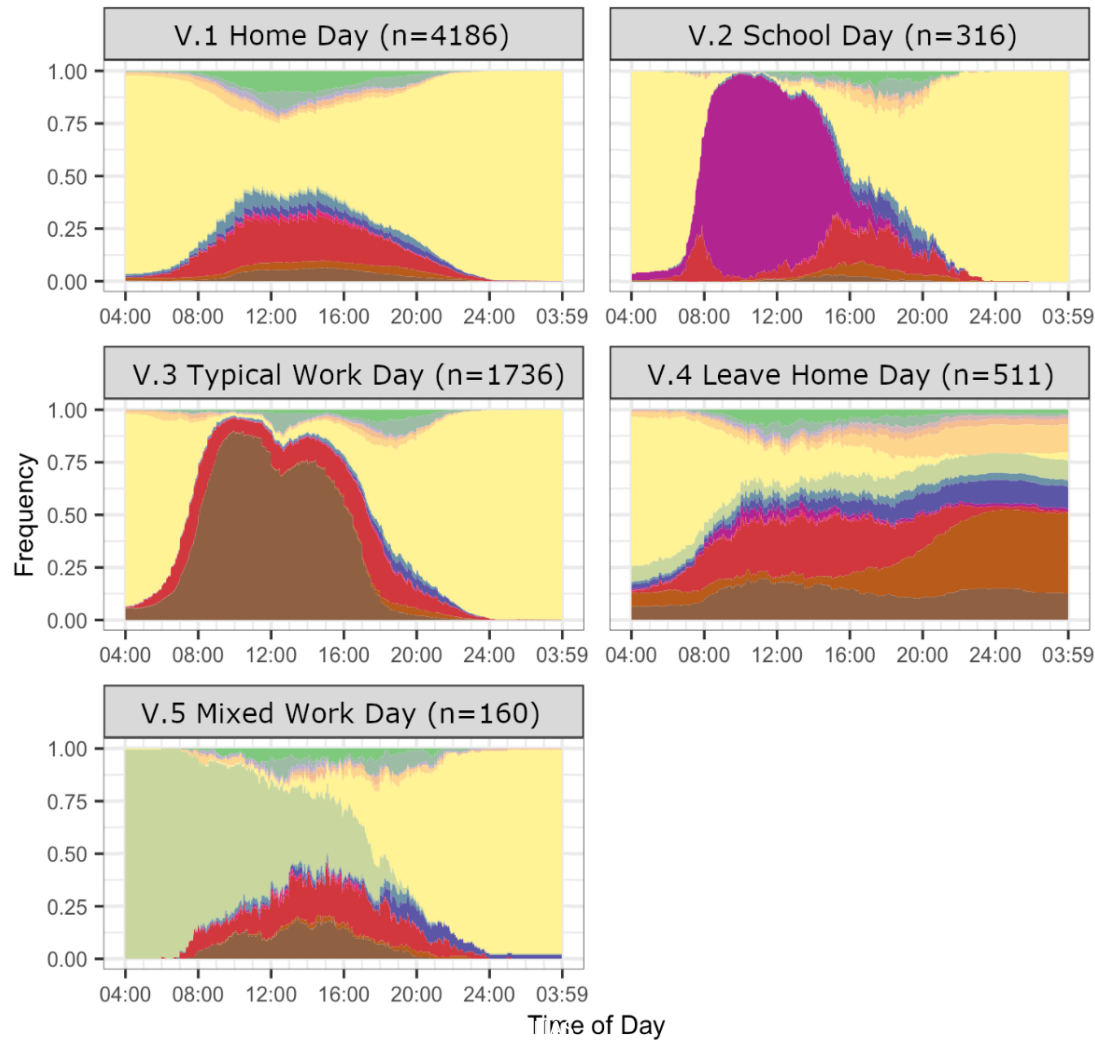 V.1 Home Day (n=4186)
V.2 School Day (n=316)
1.00
0.75
0.50
0.25
0.00
04:00 08:00 12:00 16:00 20:00 24:00 03:59
04:00 08:00 12:00 16:00 20:00 24:00 03:59
V.3 Typical Work Day (n=1736)
V.4 Leave Home Day (n=511)
1.00
0.75
0.50
0.25
0.00
04:00 08:00 12:00 16:00 20:00 24:00 03:59
04:00 08:00 12:00 16:00 20:00 24:00 03:59
Frequency
V.5 Mixed Work Day (n=160)
1.00
0.75
0.50
0.25
0.00
04:00 08:00 12:00 16:00 20:00 24:00 03:59
Time of Day